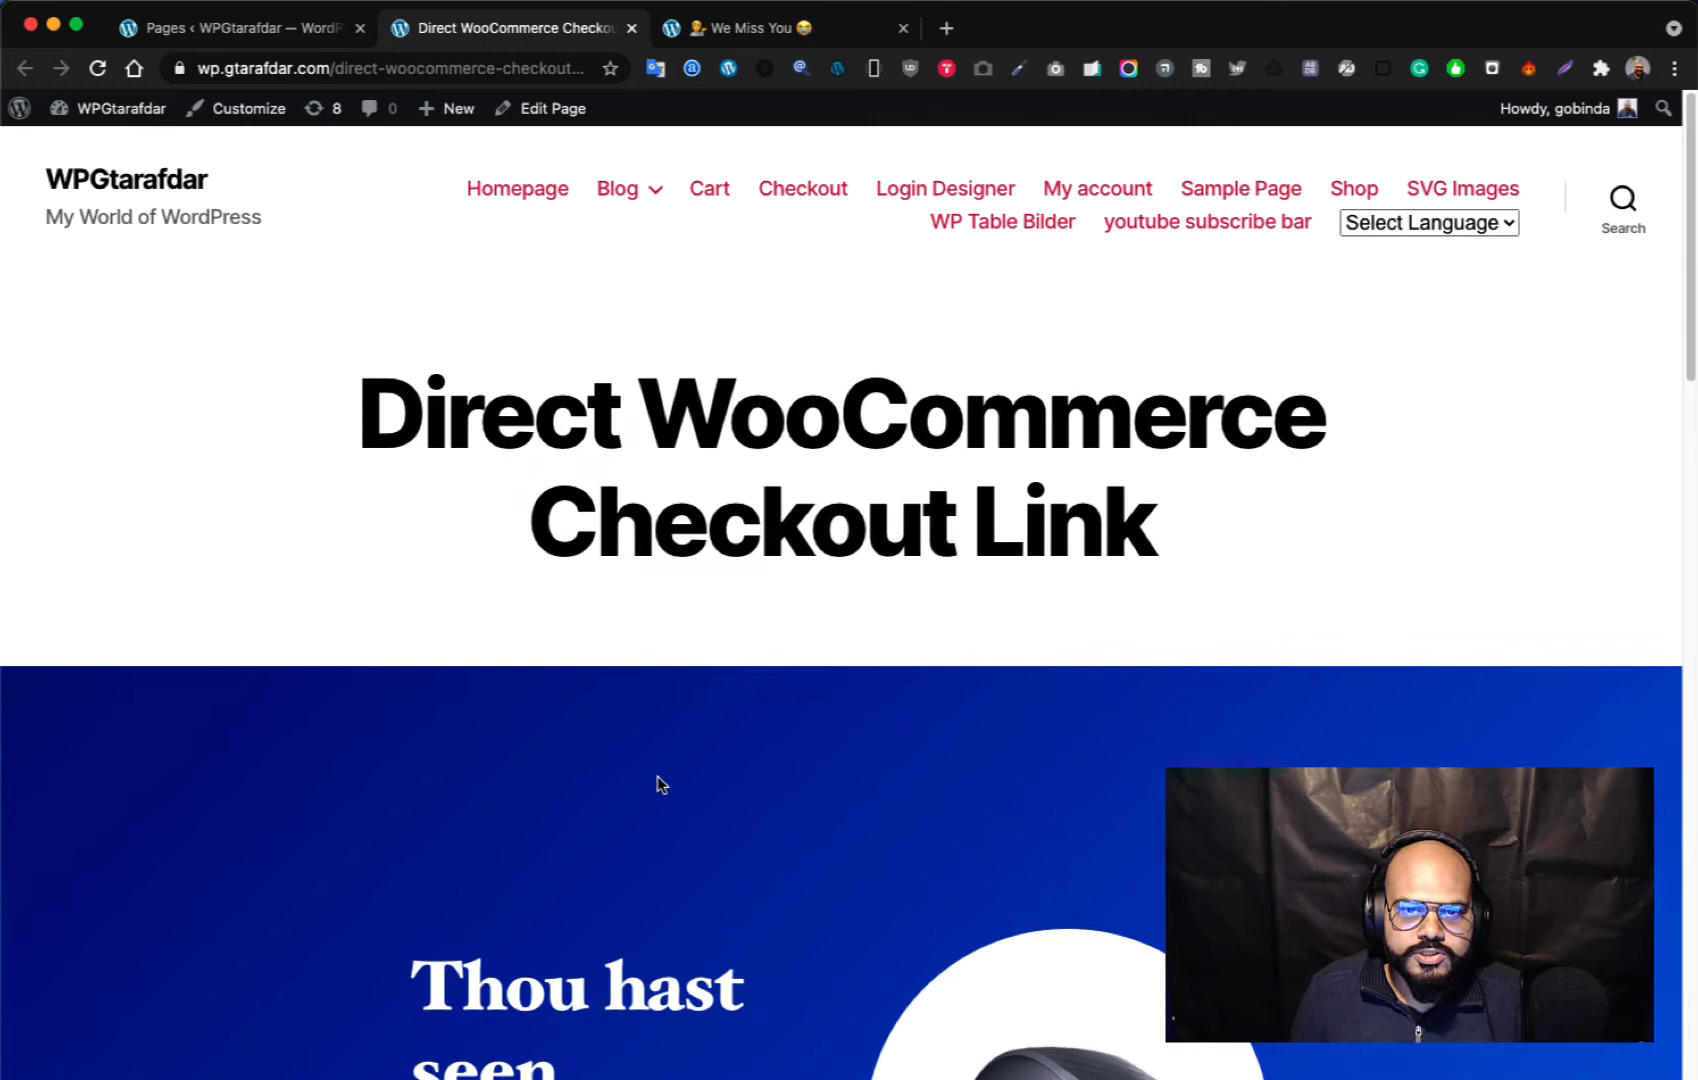 Pages ‹ WPGtarafdar — WordP
Direct WooCommerce Checkou
We Miss You
wp.gtarafdar.com/direct-woocommerce-checkout...
WPGtarafdar
Customize
8
0
New
Edit Page
Howdy, gobinda
WPGtarafdar
My World of WordPress
Homepage
Blog
Cart
Checkout
Login Designer
My account
Sample Page
Shop
SVG Images
WP Table Bilder
youtube subscribe bar
Select Language
Search
Direct WooCommerce
Checkout Link
Thou hast
seen